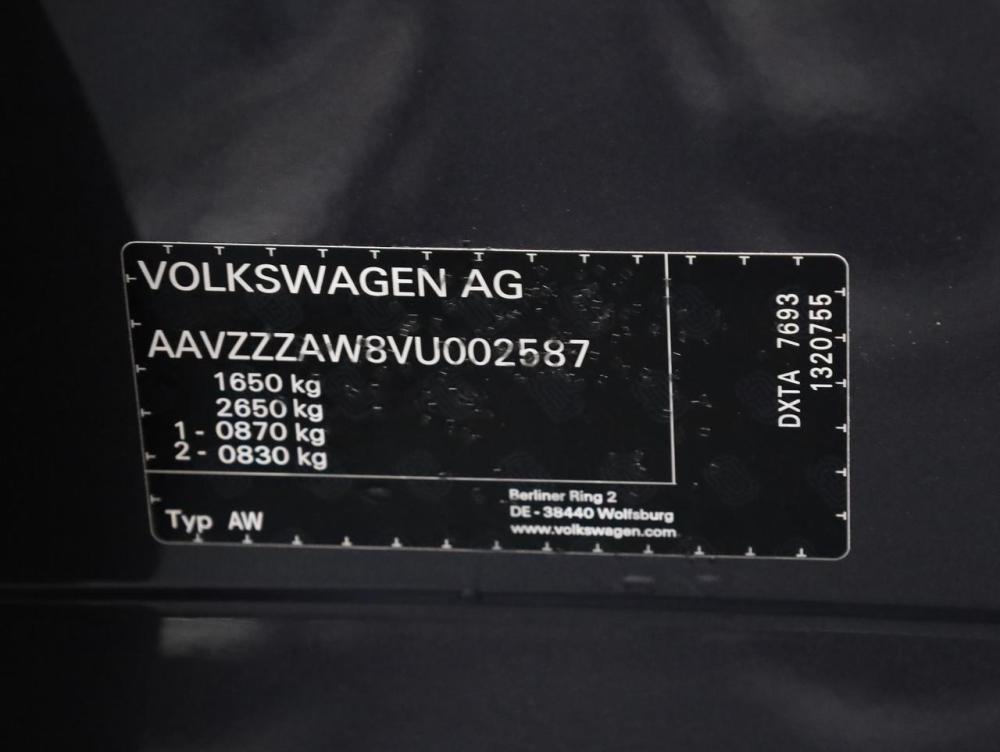 VOLKSWAGEN AG
AAVZZZAW8VU002587
1650 kg
2650 kg
1 - 0870 kg
2 - 0830 kg
Typ AW
Berliner Ring 2
DE - 38440 Wolfsburg
www.volkswagen.com
DXTA 7693
1320755